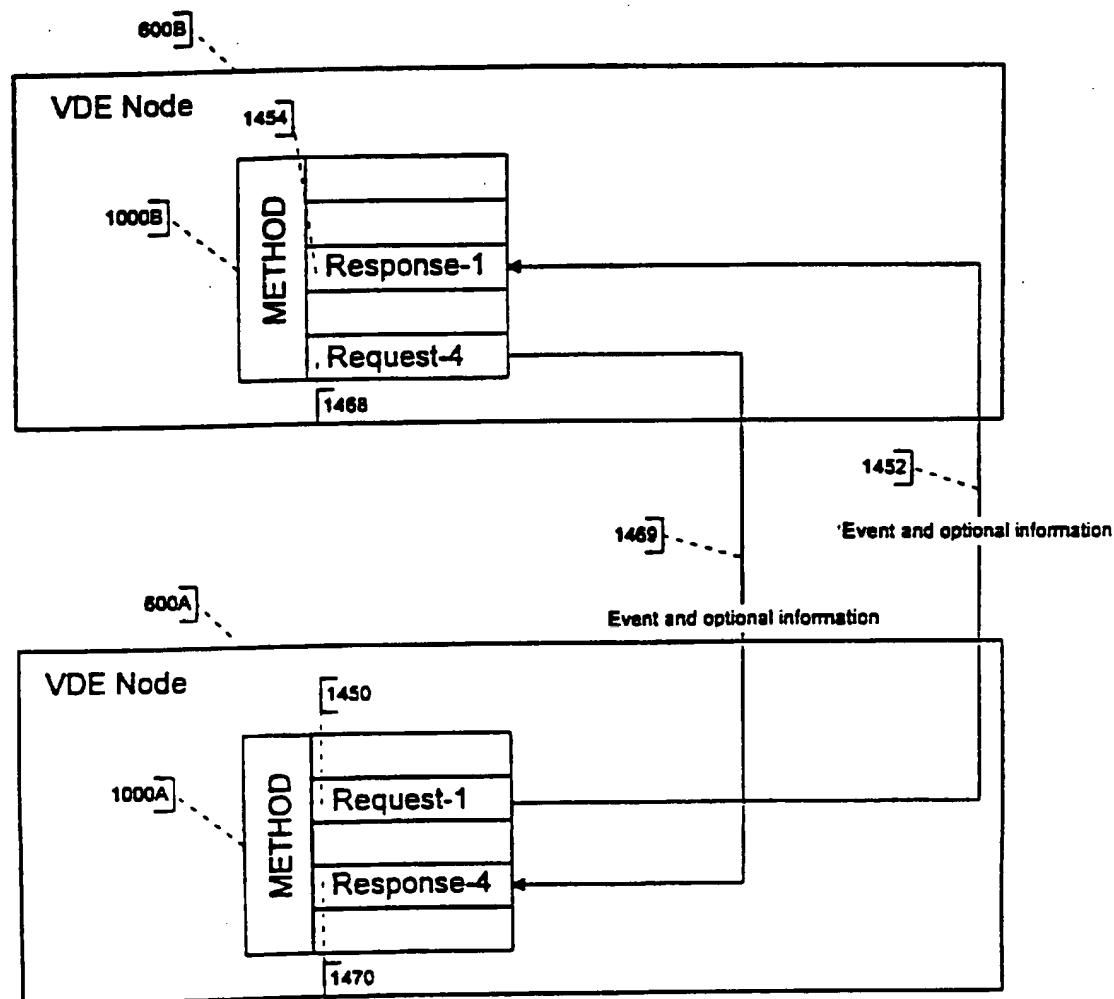 600B
VDE Node
1454
1000B
METHOD
Response-1
Request-4
1468
1452
Event and optional information
1469
600A
Event and optional information
VDE Node
1450
1000A
METHOD
Request-1
Response-4
1470